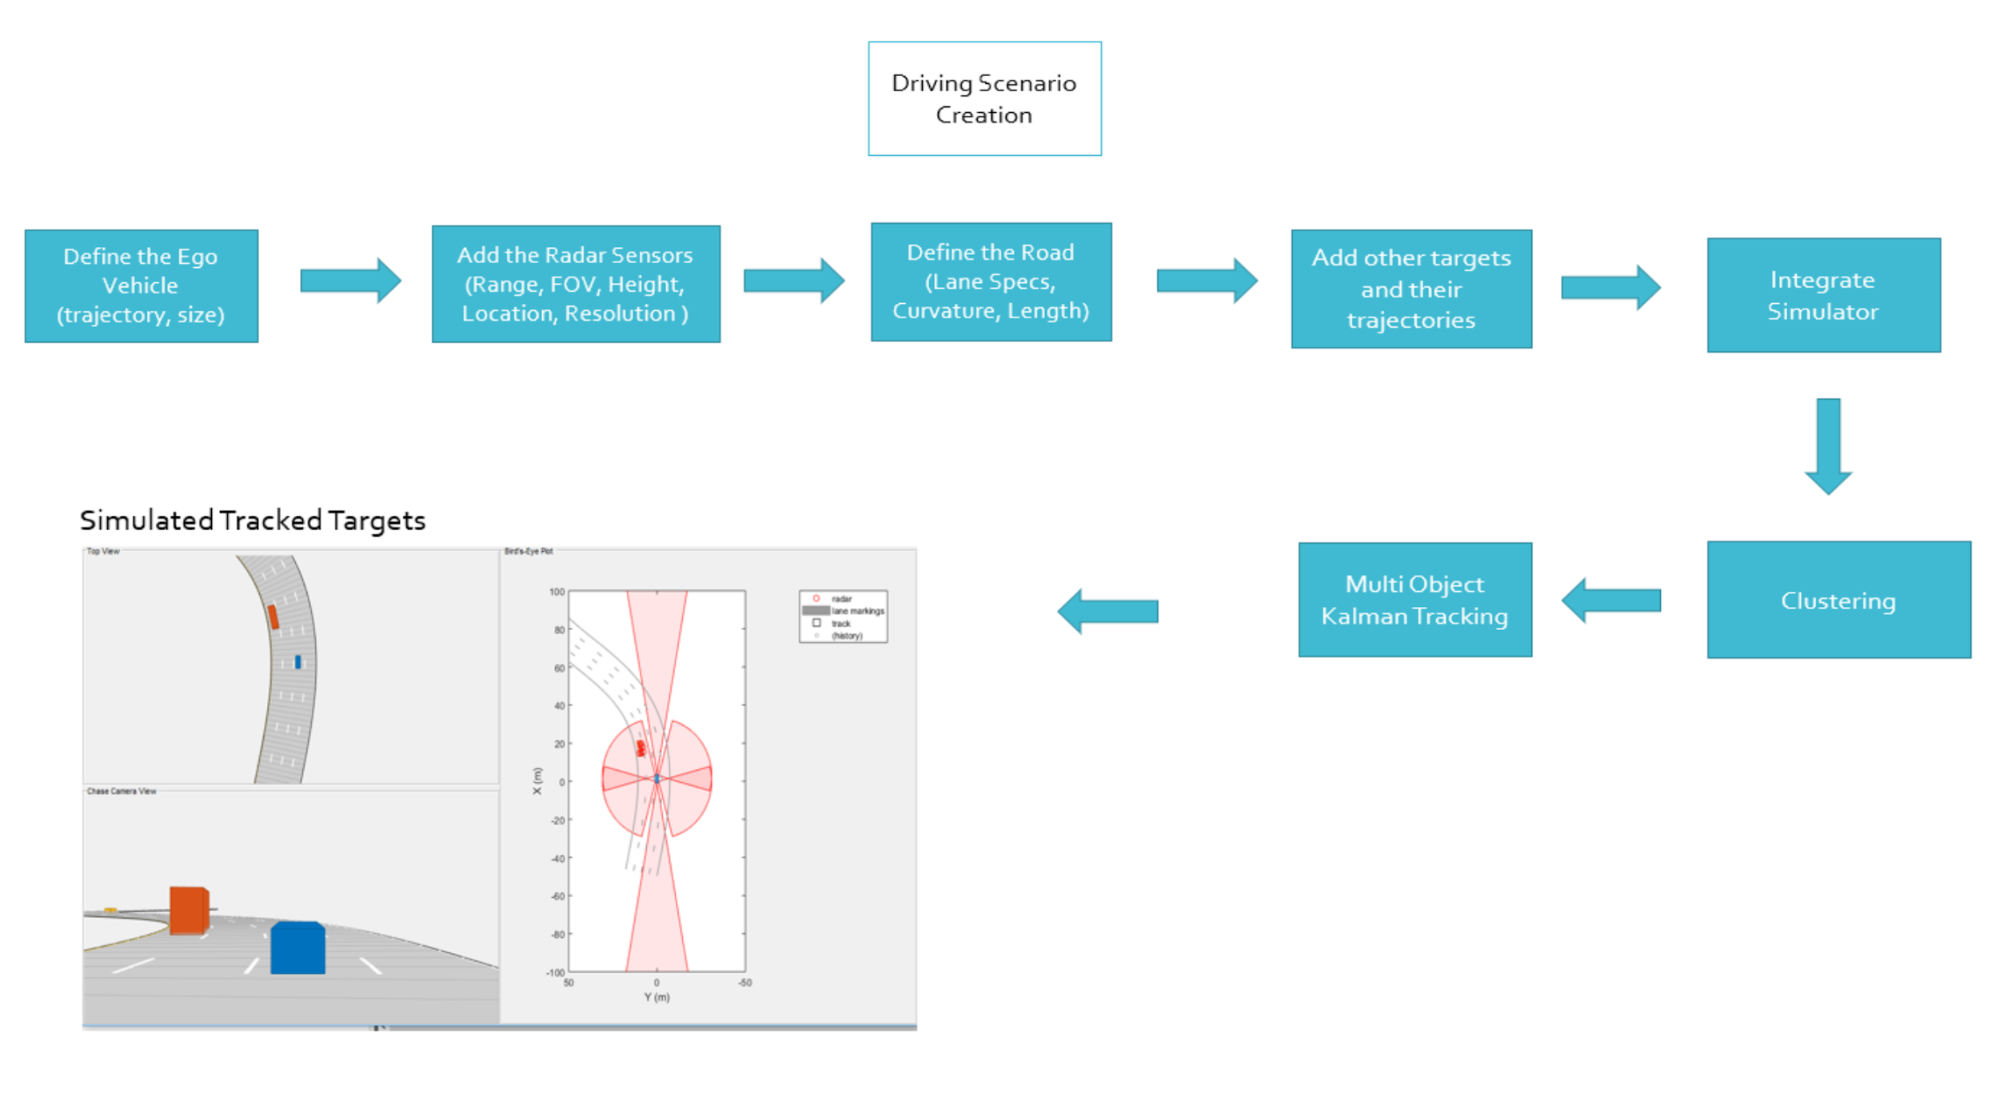 Driving Scenario
Creation
Define the Ego
Vehicle
(trajectory, size)
Add the Radar Sensors
(Range, FOV, Height,
Location, Resolution )
Define the Road
(Lane Specs,
Curvature, Length)
Add other targets
and their
trajectories
Integrate
Simulator
Clustering
Multi Object
Kalman Tracking
Simulated Tracked Targets
Top View
Chase Camera View
Bird's-Eye Plot
radar
lane markings
track
(history)
100
80
60
40
20
0
-20
-40
-60
-80
-100
X (m)
50
0
-50
Y (m)